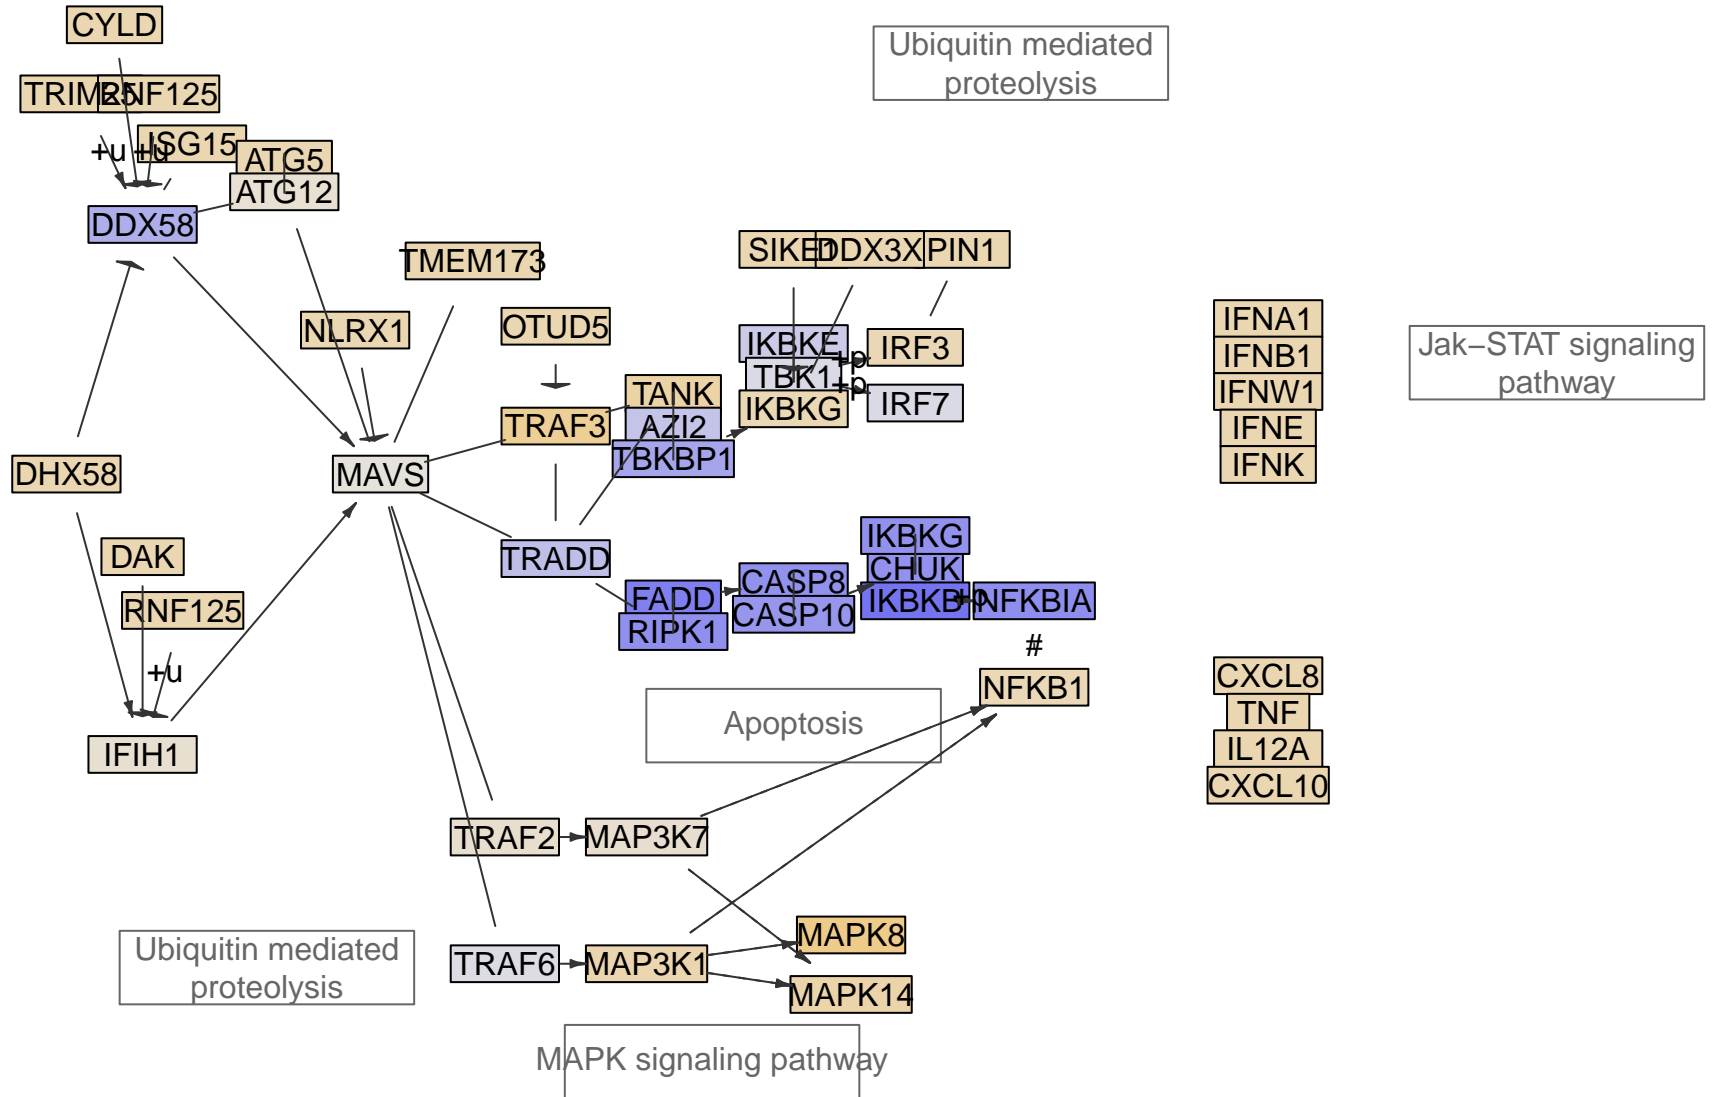 CYLD
Ubiquitin mediated
proteolysis
TRIM25
RNF125
ISG15
+u
+u
ATG5
ATG12
DDX58
TMEM173
SIKE1
DDX3X
PIN1
NLRX1
OTUD5
IKBKE
TBK1
IKBKG
+p
+p
IRF3
IRF7
IFNA1
IFNB1
IFNW1
IFNE
IFNK
Jak−STAT signaling
pathway
TANK
AZI2
TBKBP1
TRAF3
DHX58
MAVS
DAK
RNF125
+u
TRADD
FADD
RIPK1
CASP8
CASP10
IKBKG
CHUK
IKBKB
+p
NFKBIA
#
NFKB1
CXCL8
TNF
IL12A
CXCL10
Apoptosis
IFIH1
TRAF2
MAP3K7
TRAF6
MAP3K1
MAPK8
MAPK14
Ubiquitin mediated
proteolysis
MAPK signaling pathway